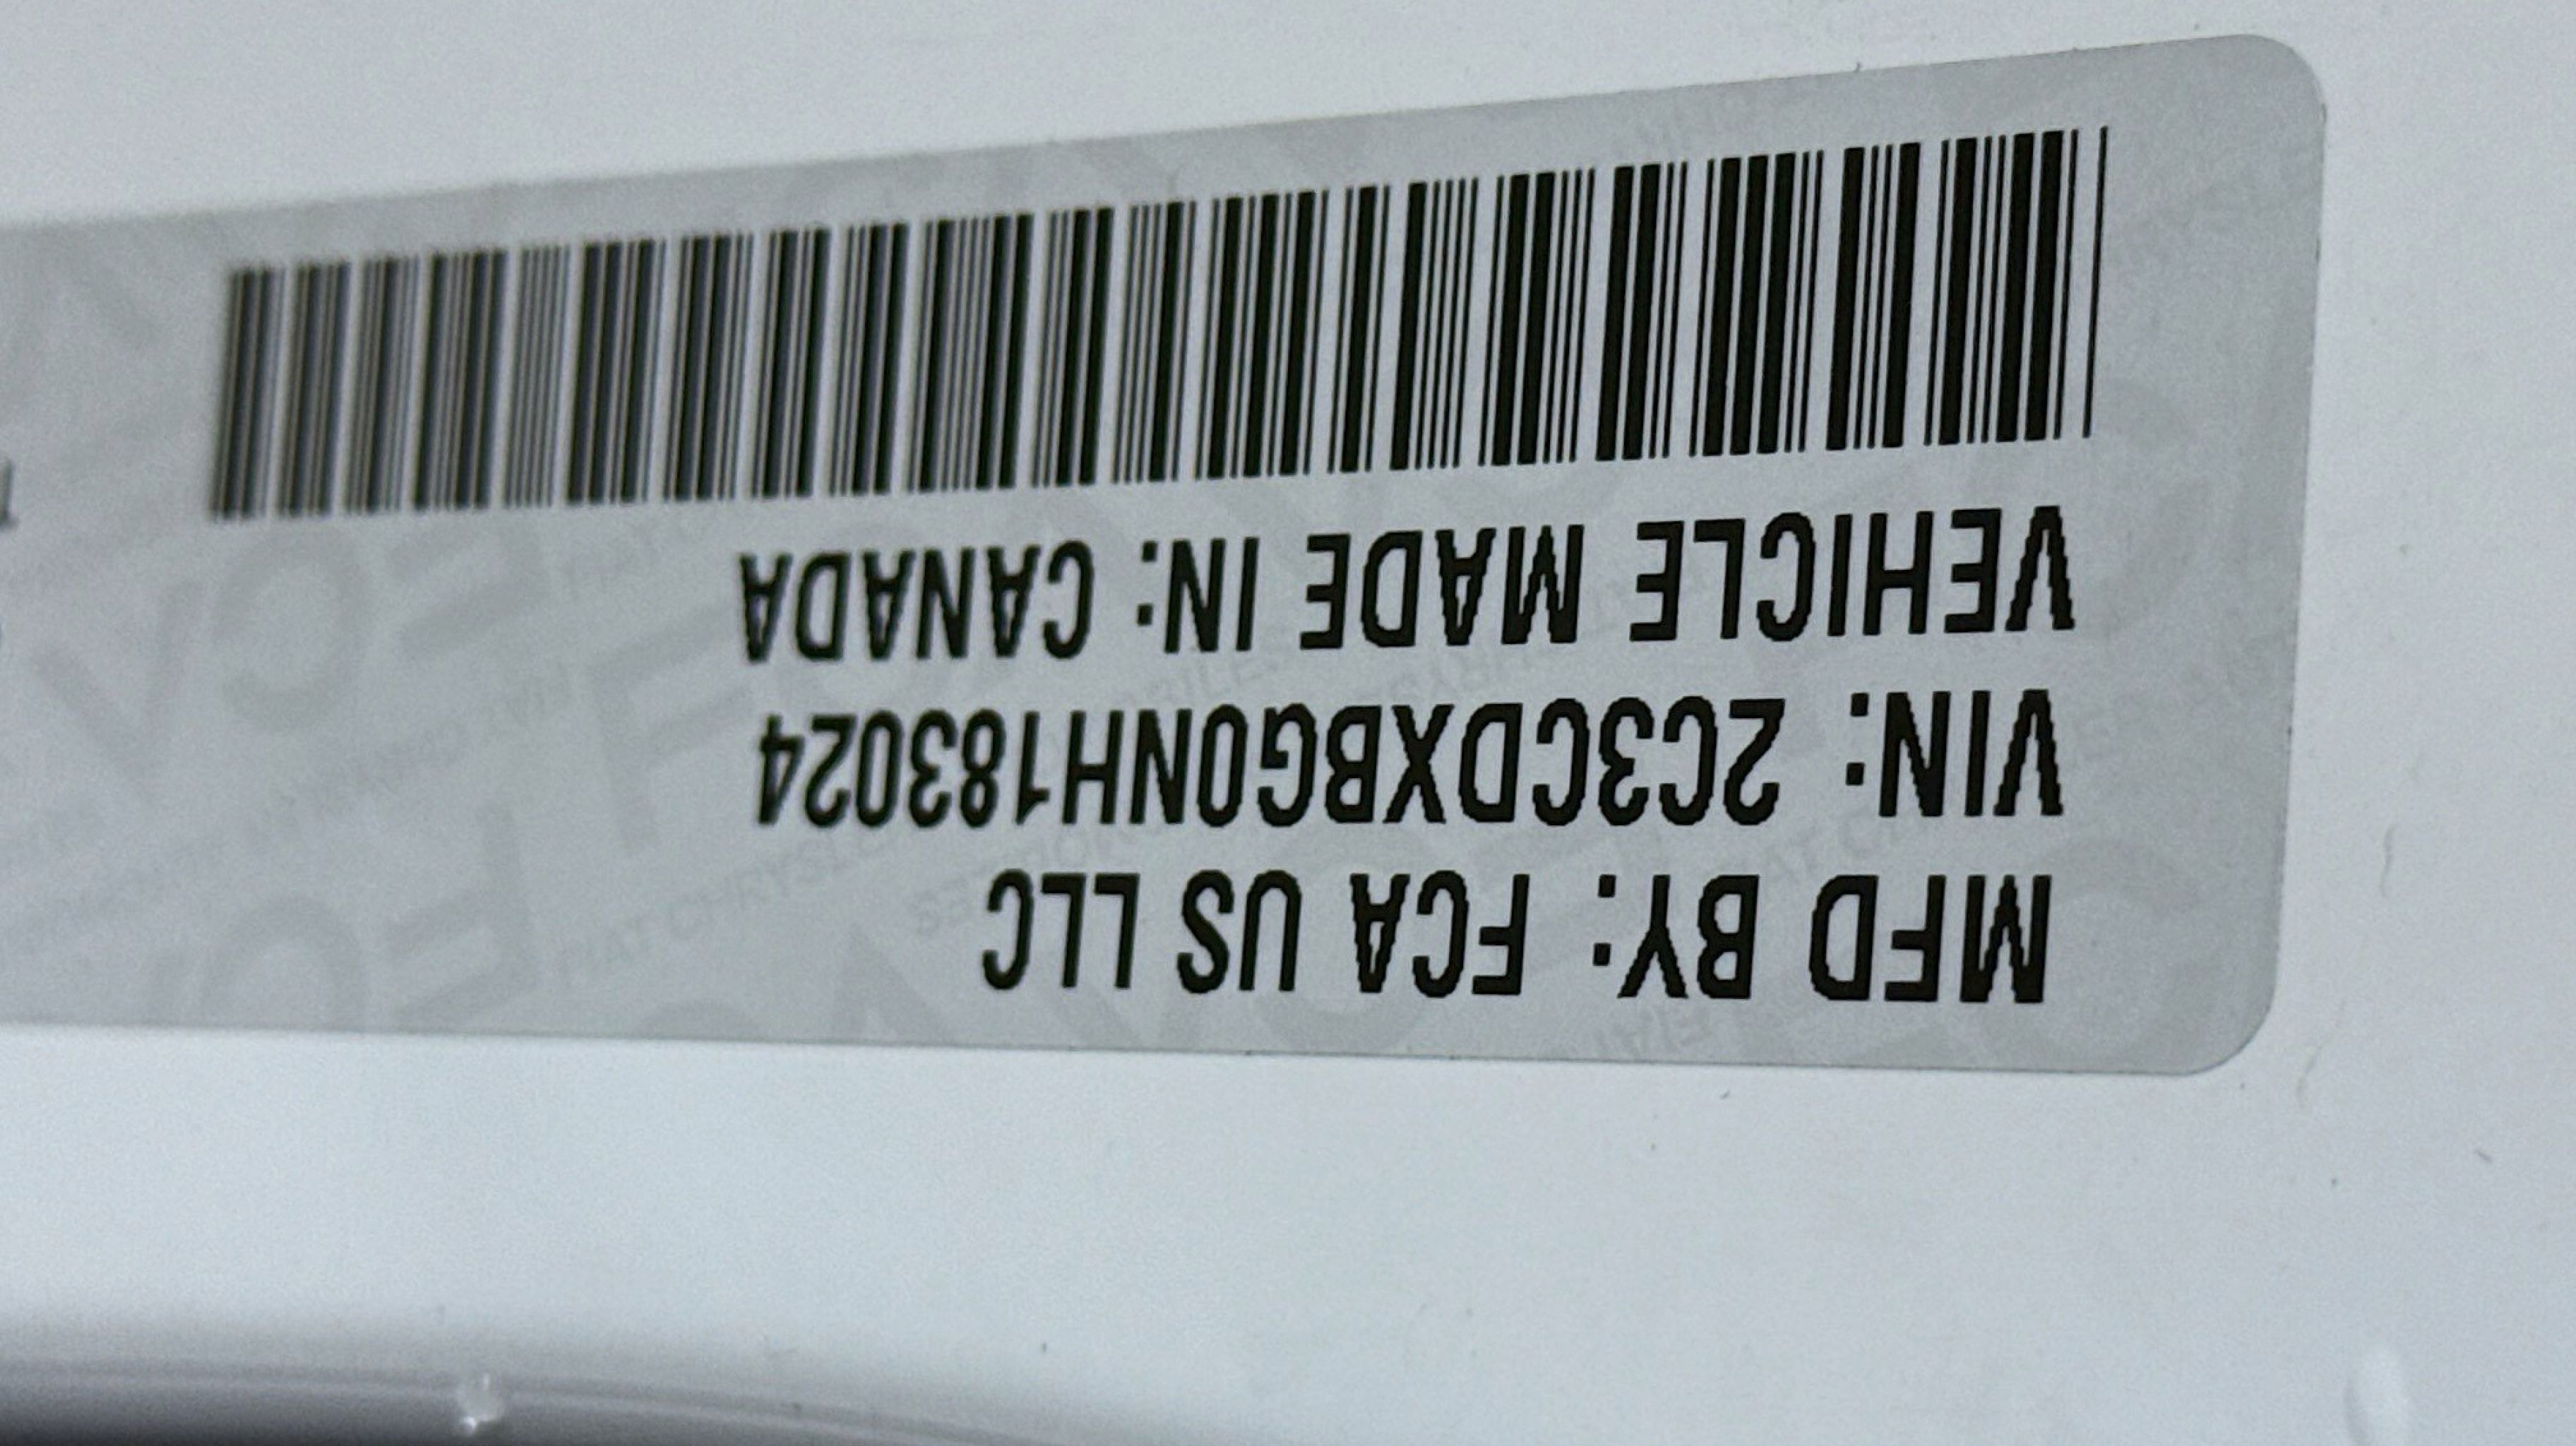 MFD BY: FCA US LLC
VIN: 2C3CDXBG0NH183024
VEHICLE MADE IN: CANADA